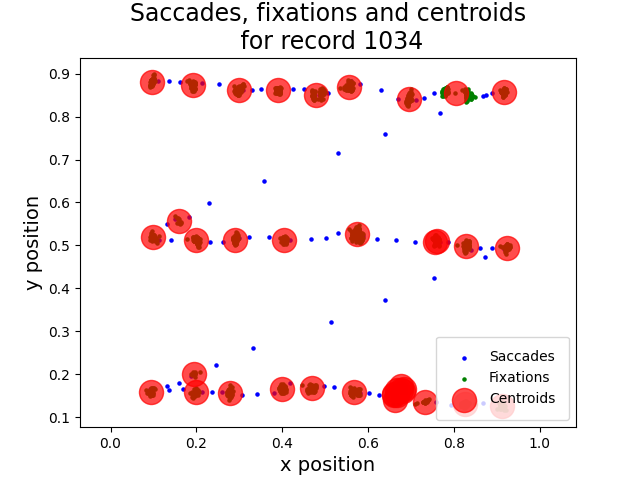 Saccades, fixations and centroids
for record 1034
0.9
0.8
0.7
0.6
0.5
0.4
0.3
0.2
0.1
y position
0.0 0.2 0.4 0.6 0.8 1.0
x position
Saccades
Fixations
Centroids